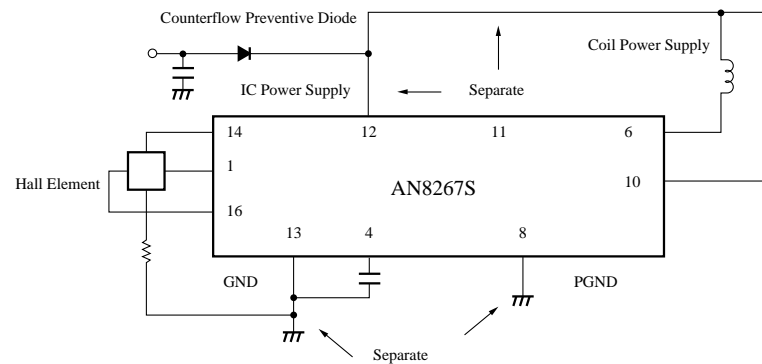 Counterflow Preventive Diode
Coil Power Supply
IC Power Supply
Separate
14
12
11
6
1
Hall Element
10
AN8267S
16
13
4
8
GND
PGND
Separate